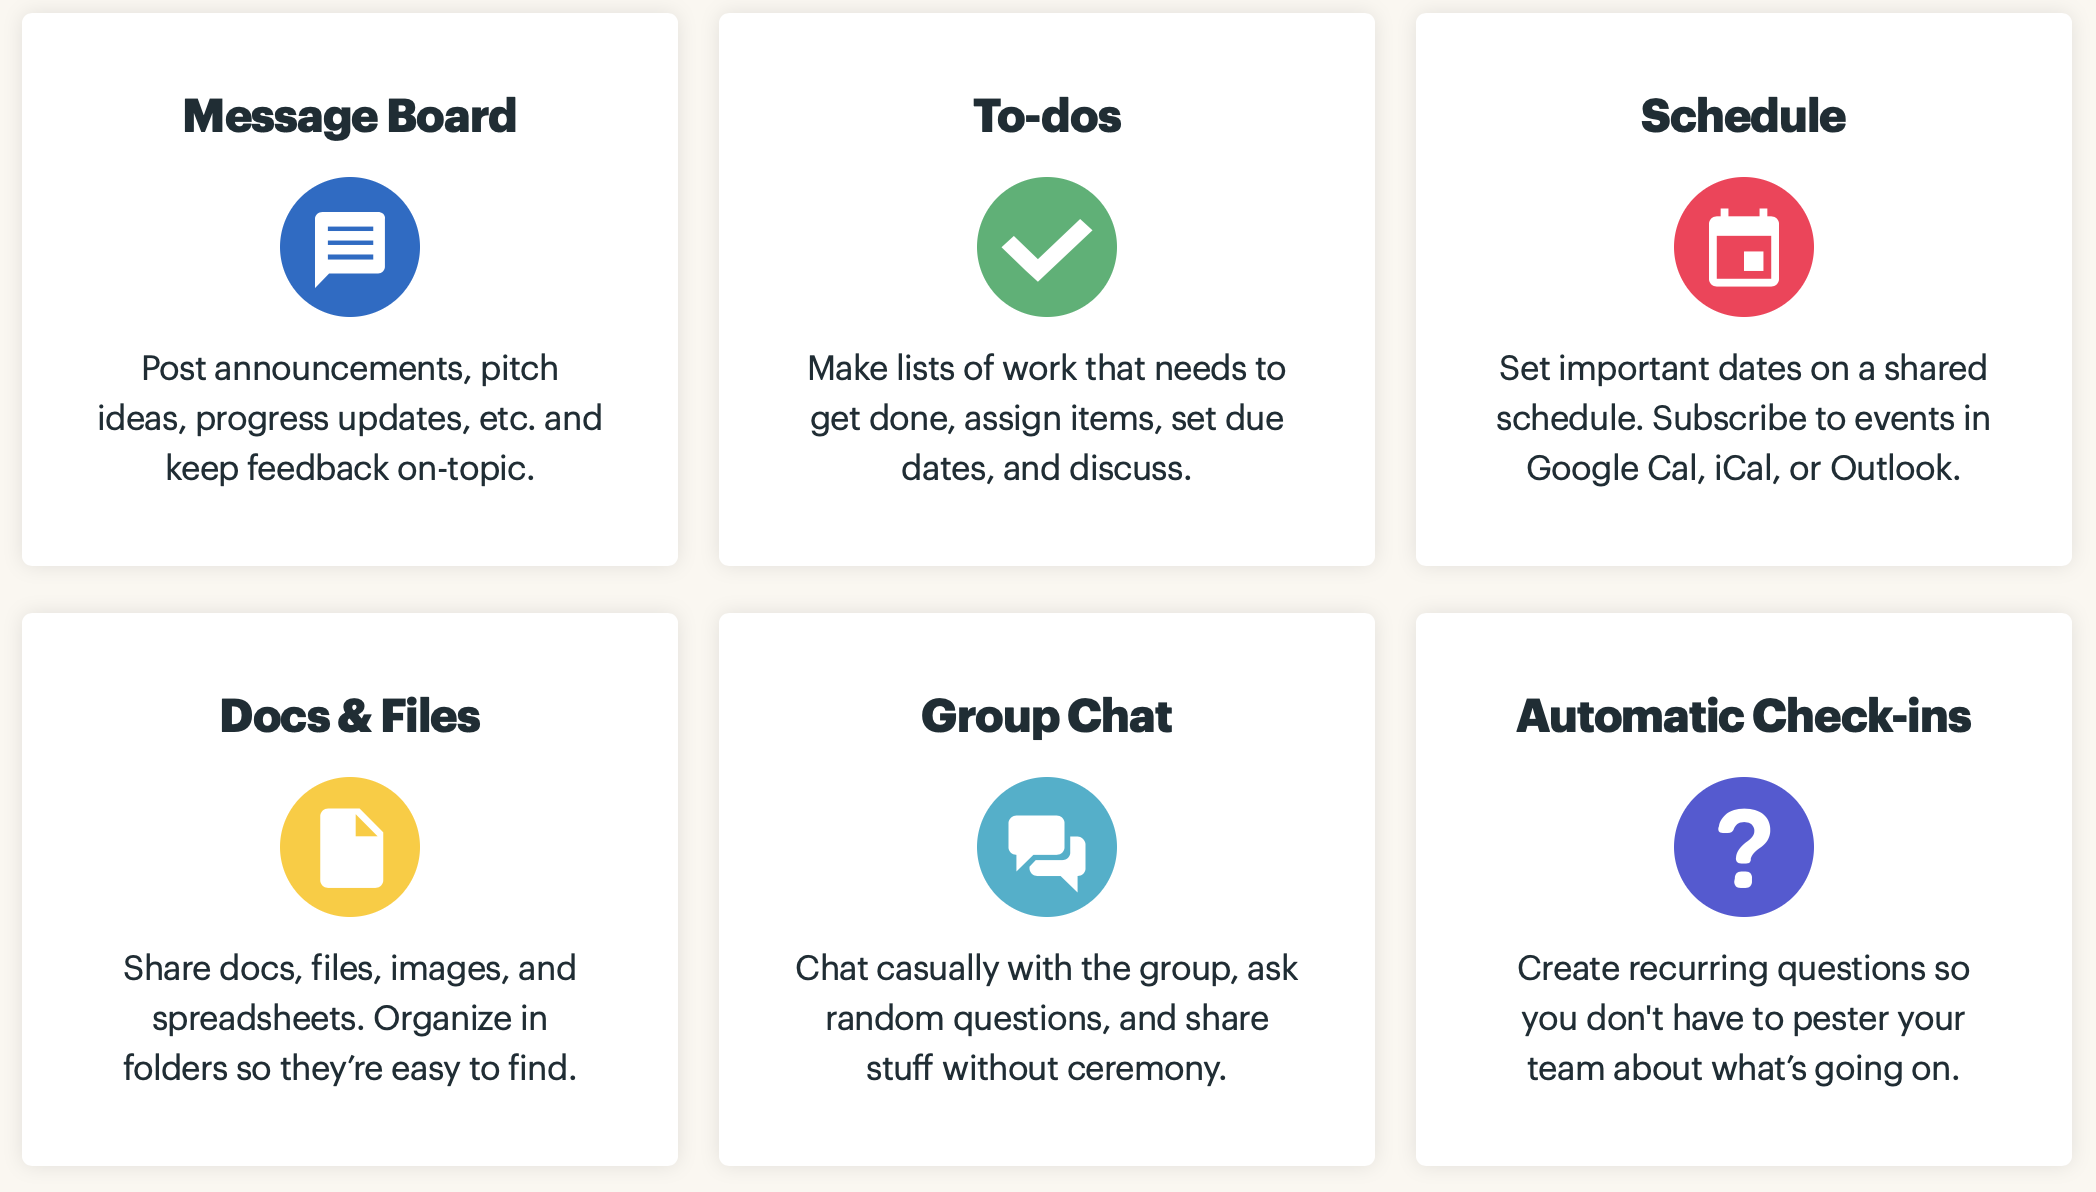 Message Board
Post announcements, pitch
ideas, progress updates, etc. and
keep feedback on-topic.
To-dos
Make lists of work that needs to
get done, assign items, set due
dates, and discuss.
Schedule
Set important dates on a shared
schedule. Subscribe to events in
Google Cal, iCal, or Outlook.
Docs & Files
Share docs, files, images, and
spreadsheets. Organize in
folders so they’re easy to find.
Group Chat
Chat casually with the group, ask
random questions, and share
stuff without ceremony.
Automatic Check-ins
?
Create recurring questions so
you don't have to pester your
team about what’s going on.